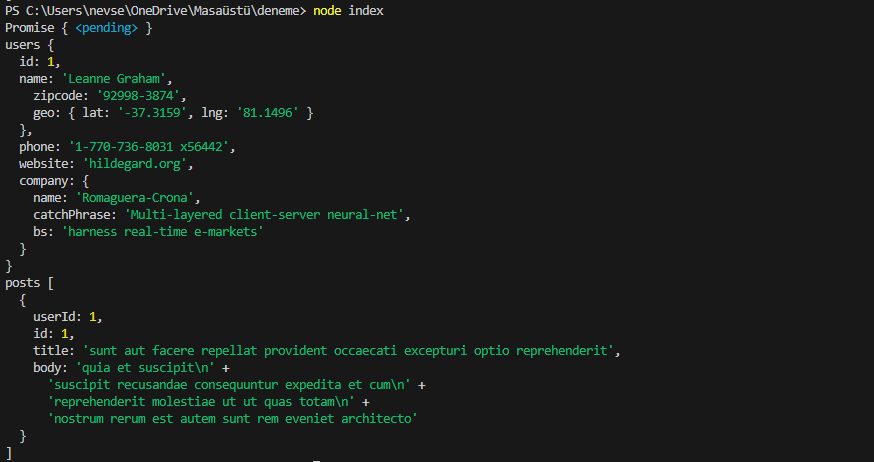 PS C:\Users\nevse\OneDrive\Masaüstü\deneme> node index
Promise { <pending> }
users {
  id: 1,
  name: 'Leanne Graham',
    zipcode: '92998-3874',
    geo: { lat: '-37.3159', lng: '81.1496' }
  },
  phone: '1-770-736-8031 x56442',
  website: 'hildegard.org',
  company: {
    name: 'Romaguera-Crona',
    catchPhrase: 'Multi-layered client-server neural-net',
    bs: 'harness real-time e-markets'
  }
}
posts [
  {
    userId: 1,
    id: 1,
    title: 'sunt aut facere repellat provident occaecati excepturi optio reprehenderit',
    body: 'quia et suscipit\n' +
      'suscipit recusandae consequuntur expedita et cum\n' +
      'reprehenderit molestiae ut ut quas totam\n' +
      'nostrum rerum est autem sunt rem eveniet architecto'
  }
]